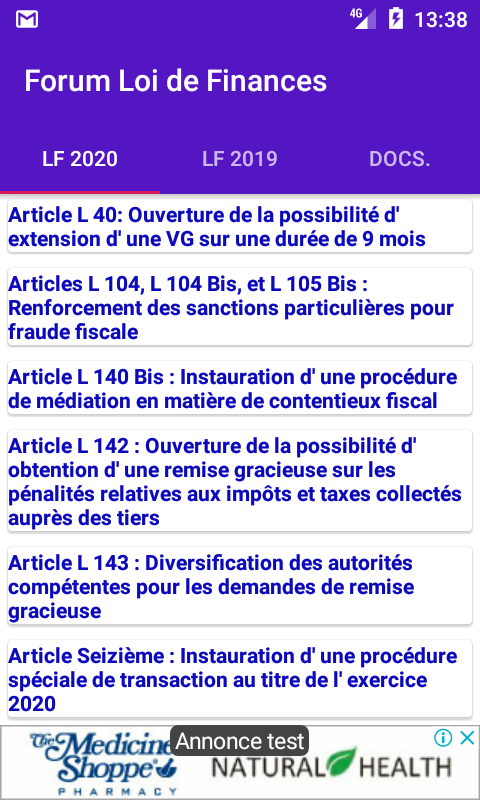 4G 13:38
Forum Loi de Finances
LF 2020 LF 2019 DOCS.
Article L 40: Ouverture de la possibilité d'
extension d' une VG sur une durée de 9 mois
Articles L 104, L 104 Bis, et L 105 Bis :
Renforcement des sanctions particulières pour
fraude fiscale
Article L 140 Bis : Instauration d' une procédure
de médiation en matière de contentieux fiscal
Article L 142 : Ouverture de la possibilité d'
obtention d' une remise gracieuse sur les
pénalités relatives aux impôts et taxes collectés
auprès des tiers
Article L 143 : Diversification des autorités
compétentes pour les demandes de remise
gracieuse
Article Seizième : Instauration d' une procédure
spéciale de transaction au titre de l' exercice
2020
Annonce test
The Medicine
Shoppe
PHARMACY
NATURAL HEALTH